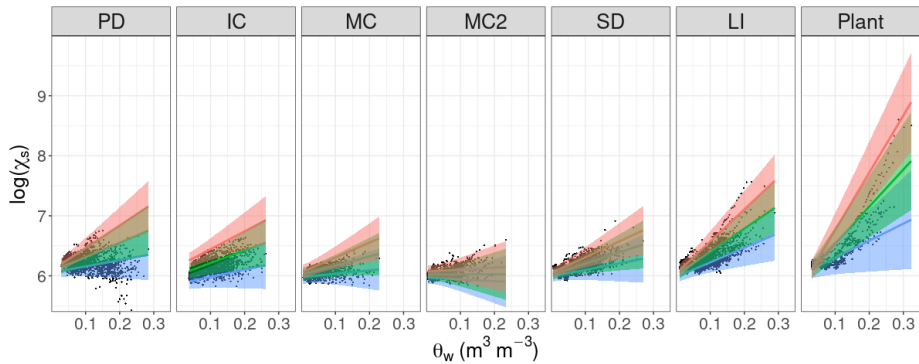 PD IC MC MC2 SD LI Plant
log(χₛ)
9
8
7
6
0.1 0.2 0.3 0.1 0.2 0.3 0.1 0.2 0.3 0.1 0.2 0.3 0.1 0.2 0.3 0.1 0.2 0.3 0.1 0.2 0.3
θw (m³ m⁻³)